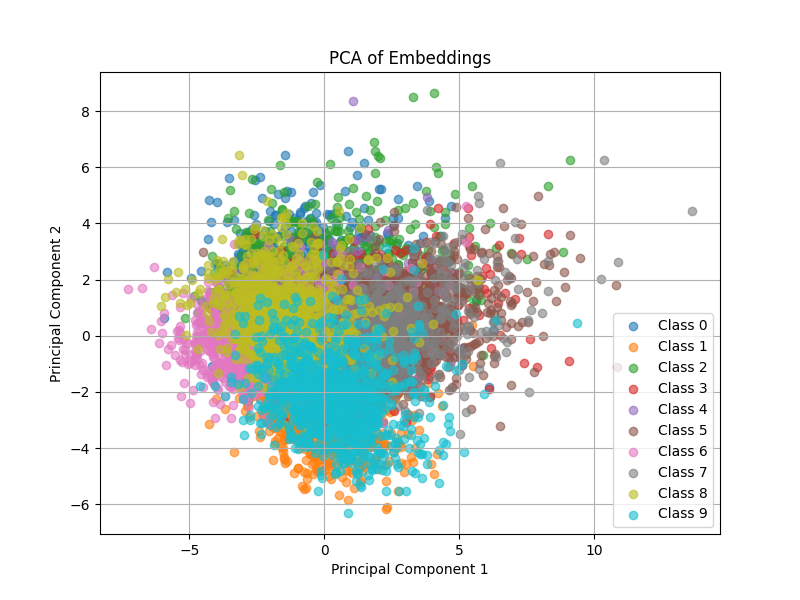 PCA of Embeddings
Principal Component 2
8
6
4
2
0
−2
−4
−6
Class 0
Class 1
Class 2
Class 3
Class 4
Class 5
Class 6
Class 7
Class 8
Class 9
−5 0 5 10
Principal Component 1